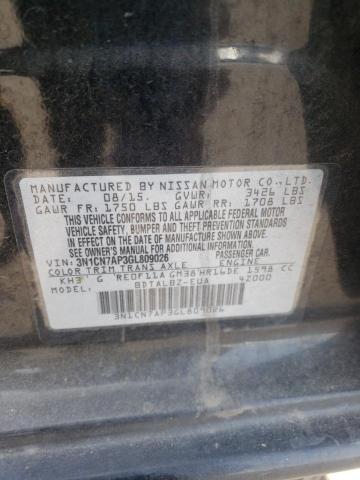 MANUFACTURED BY NISSAN MOTOR CO., LTD.
DATE: 08/15. GVWR: 3426 LBS
GAWR FR: 1750 LBS GAWR RR: 1708 LBS
THIS VEHICLE CONFORMS TO ALL APPLICABLE FEDERAL MOTOR
VEHICLE SAFETY, BUMPER, AND THEFT PREVENTION STANDARDS
IN EFFECT ON THE DATE OF MANUFACTURE SHOWN ABOVE.
SEE OWNER'S MANUAL FOR ADDITIONAL INFORMATION.
VIN: 3N1CN7AP3GL809026 PASSENGER CAR.
COLOR TRIM TRANS AXLE ENGINE
KH3 G RE0F11A GM38 HR16DE 1598 CC
BDTALBZ-EUA 4Z000
3N1CN7AP3GL809026